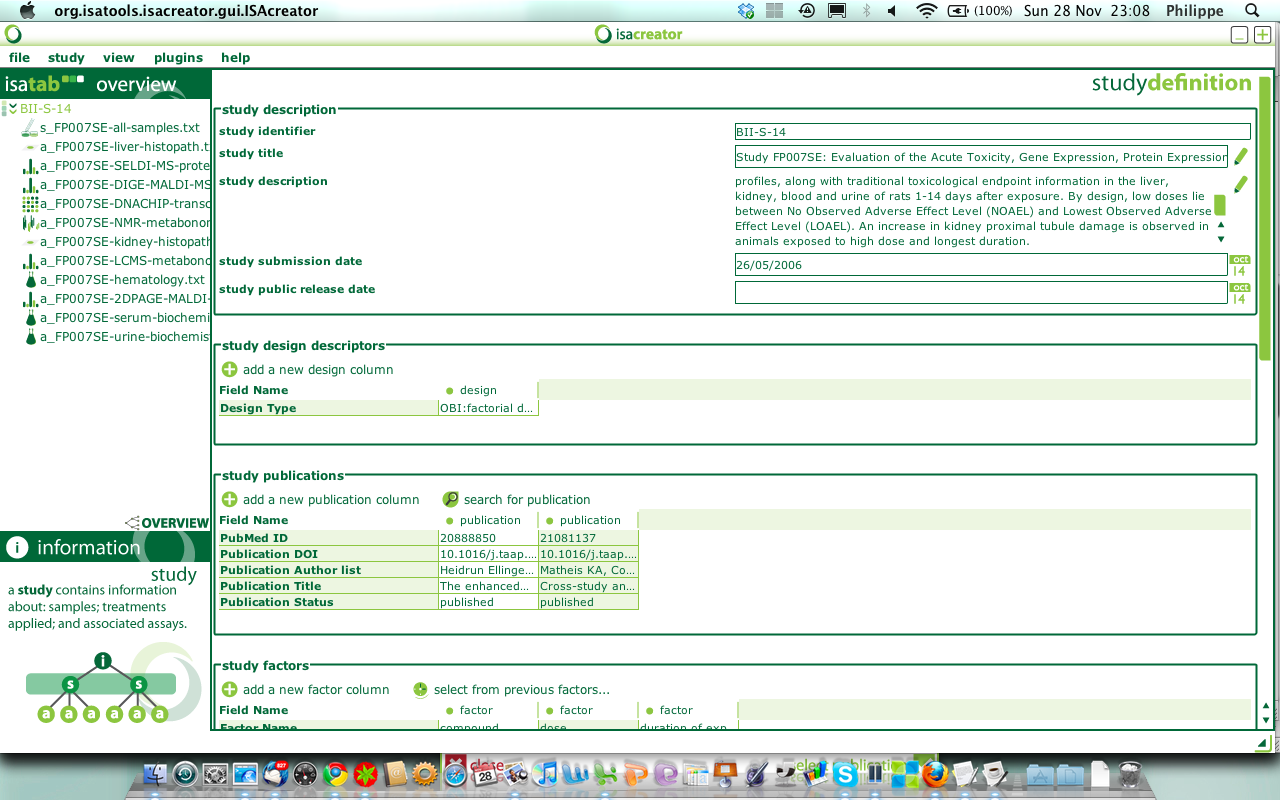 org.isatools.isacreator.gui.ISAcreator (100%) Sun 28 Nov 23:08 Philippe
isacreator
file study view plugins help
isatab overview
studydefinition
BII-S-14
s_FP007SE-all-samples.txt
a_FP007SE-liver-histopath.t
a_FP007SE-SELDI-MS-prote
a_FP007SE-DIGE-MALDI-MS
a_FP007SE-DNACHIP-transc
a_FP007SE-NMR-metabonor
a_FP007SE-kidney-histopath
a_FP007SE-LCMS-metabonc
a_FP007SE-hematology.txt
a_FP007SE-2DPAGE-MALDI-
a_FP007SE-serum-biochemi
a_FP007SE-urine-biochemis
OVERVIEW
i information
study
a study contains information
about: samples; treatments
applied; and associated assays.
i
s s
a a a a a a
study description
study identifier BII-S-14
study title Study FP007SE: Evaluation of the Acute Toxicity, Gene Expression, Protein Expression
study description profiles, along with traditional toxicological endpoint information in the liver,
kidney, blood and urine of rats 1-14 days after exposure. By design, low doses lie
between No Observed Adverse Effect Level (NOAEL) and Lowest Observed Adverse
Effect Level (LOAEL). An increase in kidney proximal tubule damage is observed in
animals exposed to high dose and longest duration.
study submission date 26/05/2006 oct 14
study public release date oct 14
study design descriptors
add a new design column
Field Name design
Design Type OBI:factorial d...
study publications
add a new publication column search for publication
Field Name publication publication
PubMed ID 20888850 21081137
Publication DOI 10.1016/j.taap.... 10.1016/j.taap....
Publication Author list Heidrun Ellinge... Matheis KA, Co...
Publication Title The enhanced... Cross-study an...
Publication Status published published
study factors
add a new factor column select from previous factors...
Field Name factor factor factor
Factor Name compound dose duration of exp
827 close 28